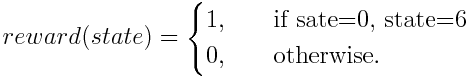 reward(state) = { 1, if sate=0, state=6
0, otherwise.